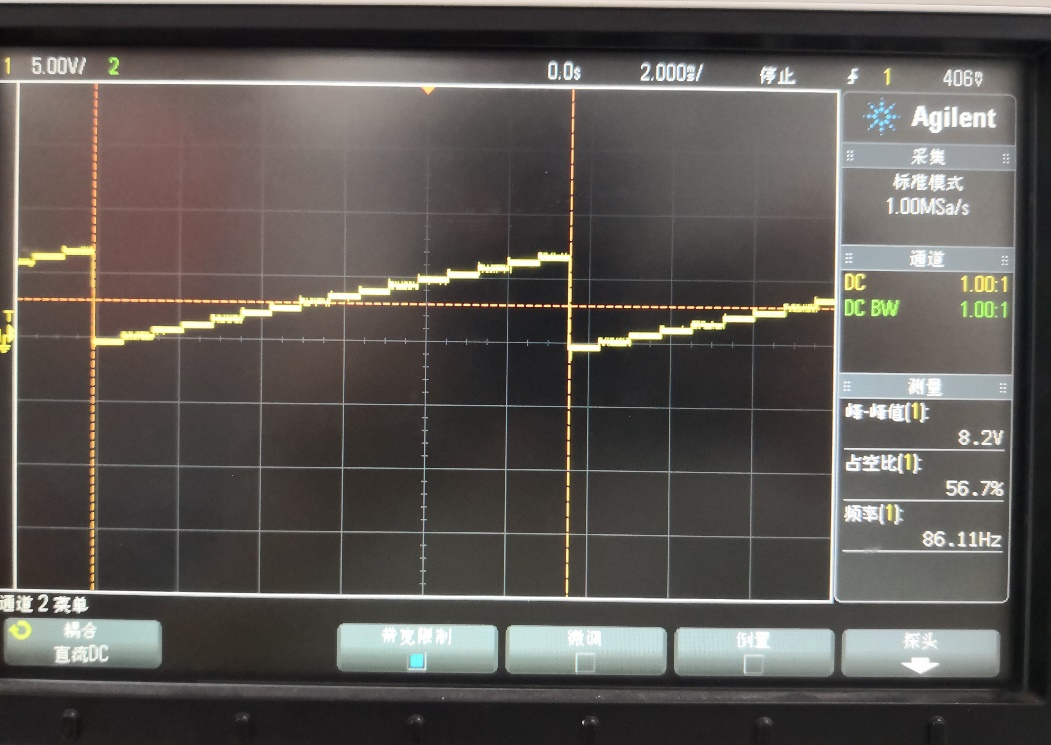 1 5.00V/ 2 0.0s 2.000ms/ 停止 1 406▽
Agilent
采集
标准模式
1.00MSa/s
通道
DC 1.00:1
DC BW 1.00:1
测量
峰-峰值(1):
8.2V
占空比(1):
56.7%
频率(1):
86.11Hz
T
通道 2 菜单
耦合
直流DC
带宽限制
微调
倒置
探头